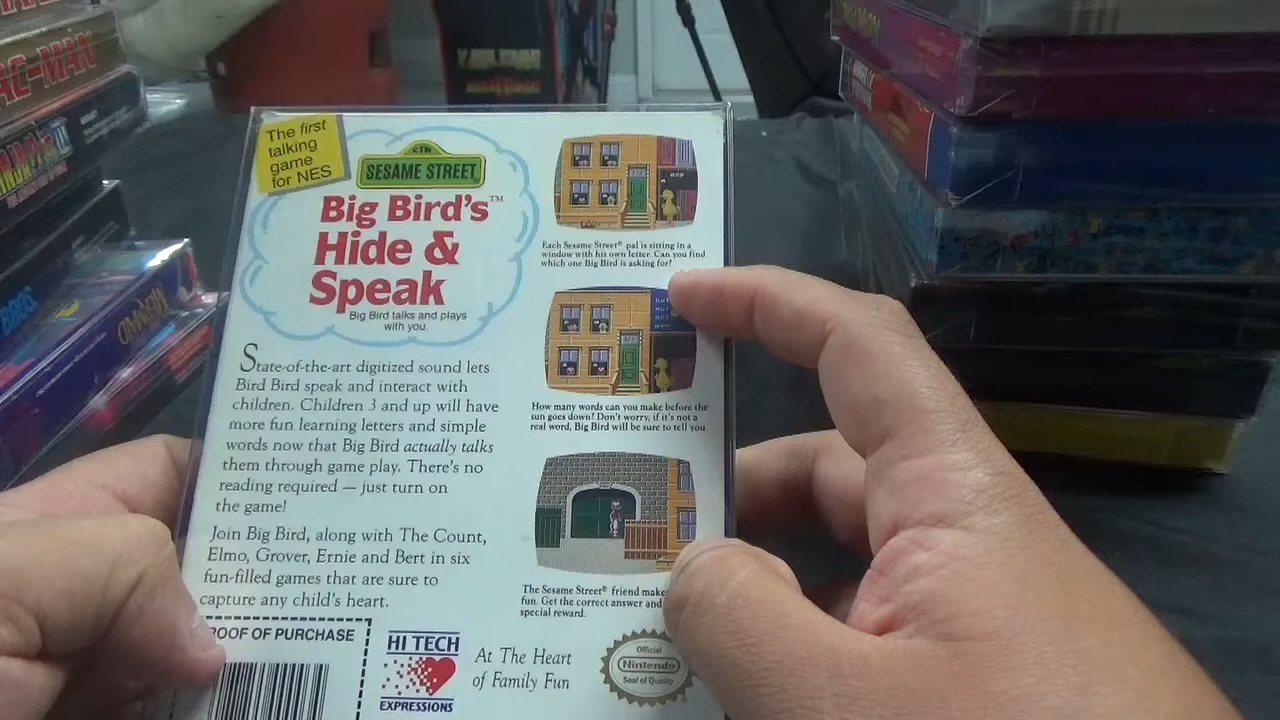 AC-MAN
BROS.
The first
talking
game
for NES
CTW
SESAME STREET
Big Bird's™
Hide &
Speak
Big Bird talks and plays
with you.
State-of-the-art digitized sound lets
Bird Bird speak and interact with
children. Children 3 and up will have
more fun learning letters and simple
words now that Big Bird actually talks
them through game play. There's no
reading required — just turn on
the game!
Join Big Bird, along with The Count,
Elmo, Grover, Ernie and Bert in six
fun-filled games that are sure to
capture any child's heart.
Each Sesame Street® pal is sitting in a
window with his own letter. Can you find
which one Big Bird is asking for?
How many words can you make before the
sun goes down? Don't worry, if it's not a
real word, Big Bird will be sure to tell you
The Sesame Street® friend make
fun. Get the correct answer and
special reward.
ROOF OF PURCHASE
HI TECH
EXPRESSIONS
At The Heart
of Family Fun
Official
Nintendo
Seal of Quality